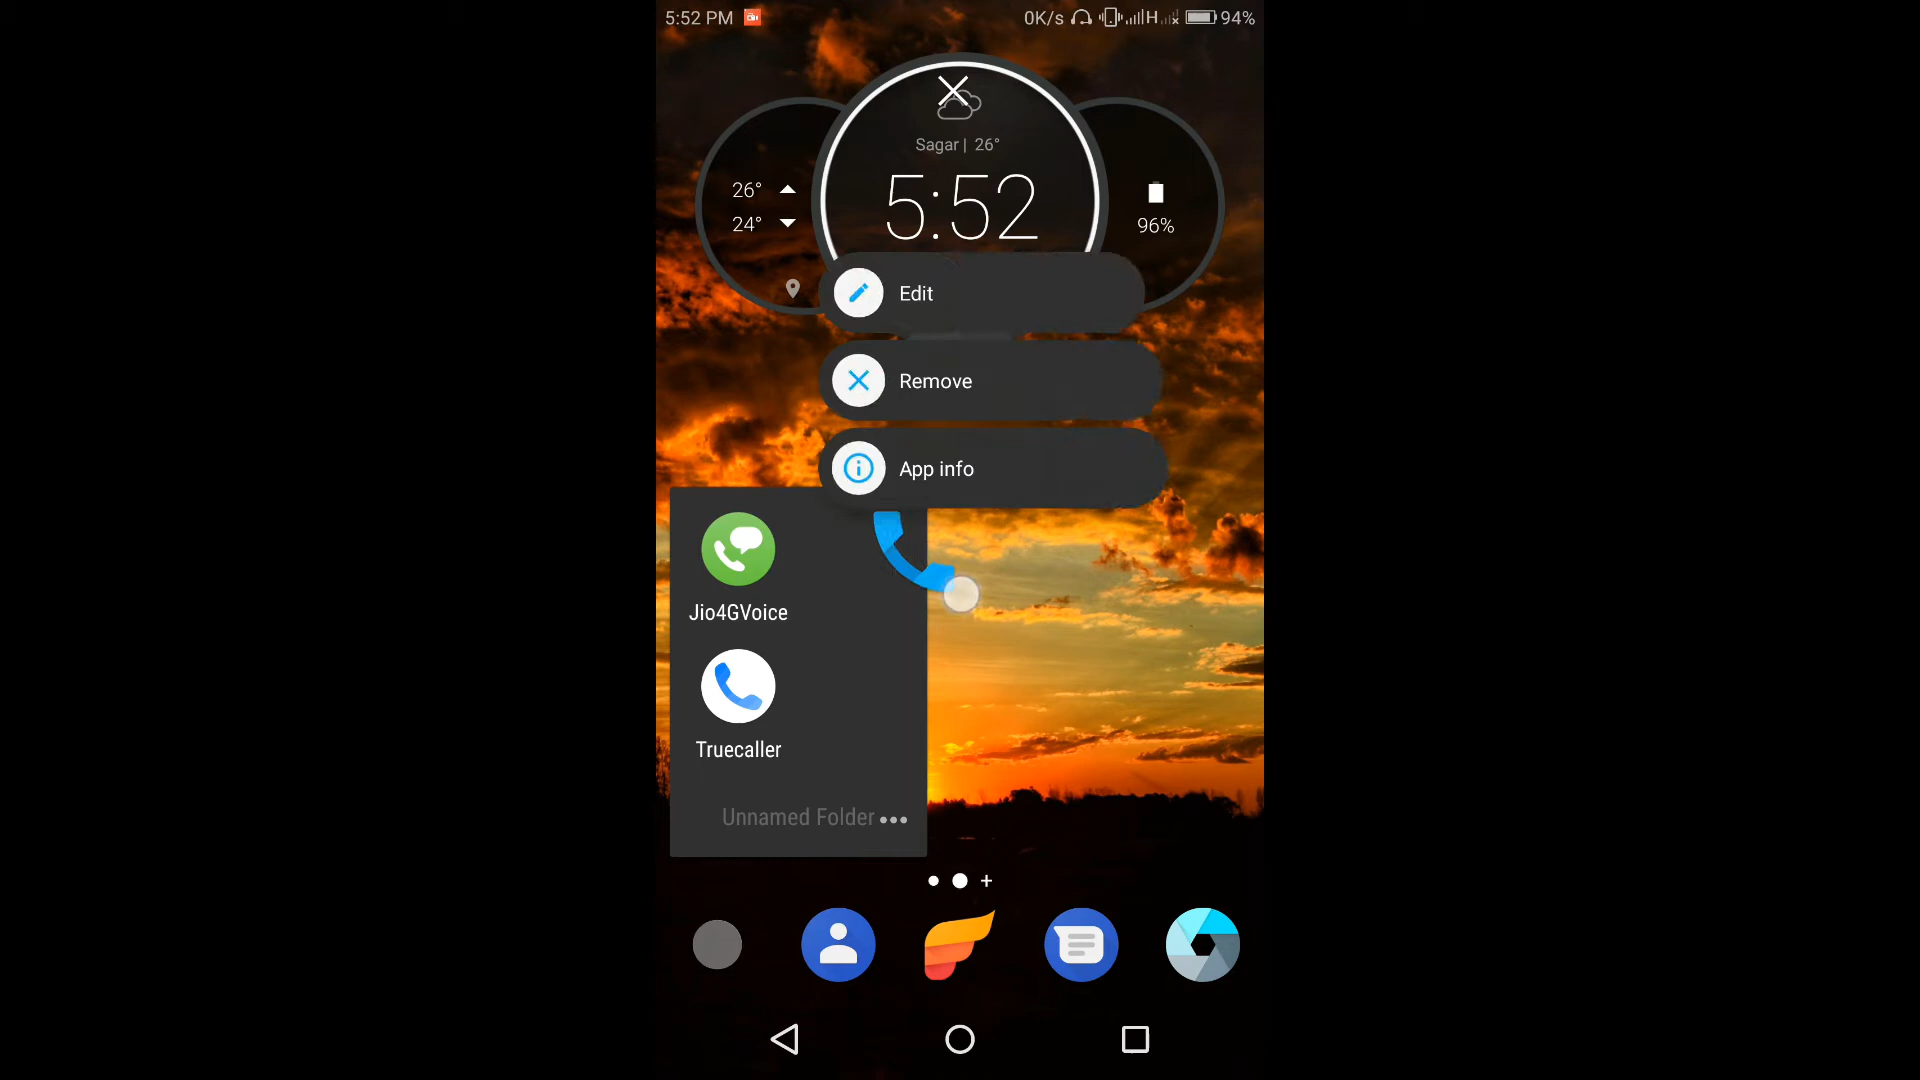 5:52 PM
0K/s H 94%
Sagar | 26°
5:52
26°
24°
96%
Edit
Remove
App info
Jio4GVoice
Truecaller
Unnamed Folder